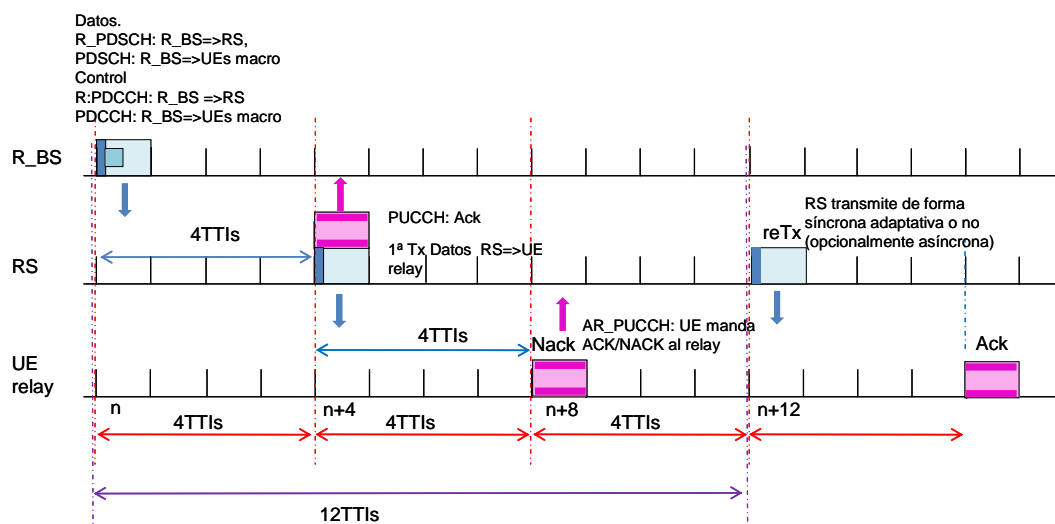 Datos.
R_PDSCH: R_BS=>RS,
PDSCH: R_BS=>UEs macro
Control
R:PDCCH: R_BS =>RS
PDCCH: R_BS=>UEs macro
R_BS
4TTIs
PUCCH: Ack
1ª Tx Datos RS=>UE
relay
RS transmite de forma
síncrona adaptativa o no
(opcionalmente asíncrona)
reTx
RS
4TTIs
AR_PUCCH: UE manda
ACK/NACK al relay
Nack
Ack
UE
relay
n
n+4
n+8
n+12
4TTIs
4TTIs
4TTIs
12TTIs